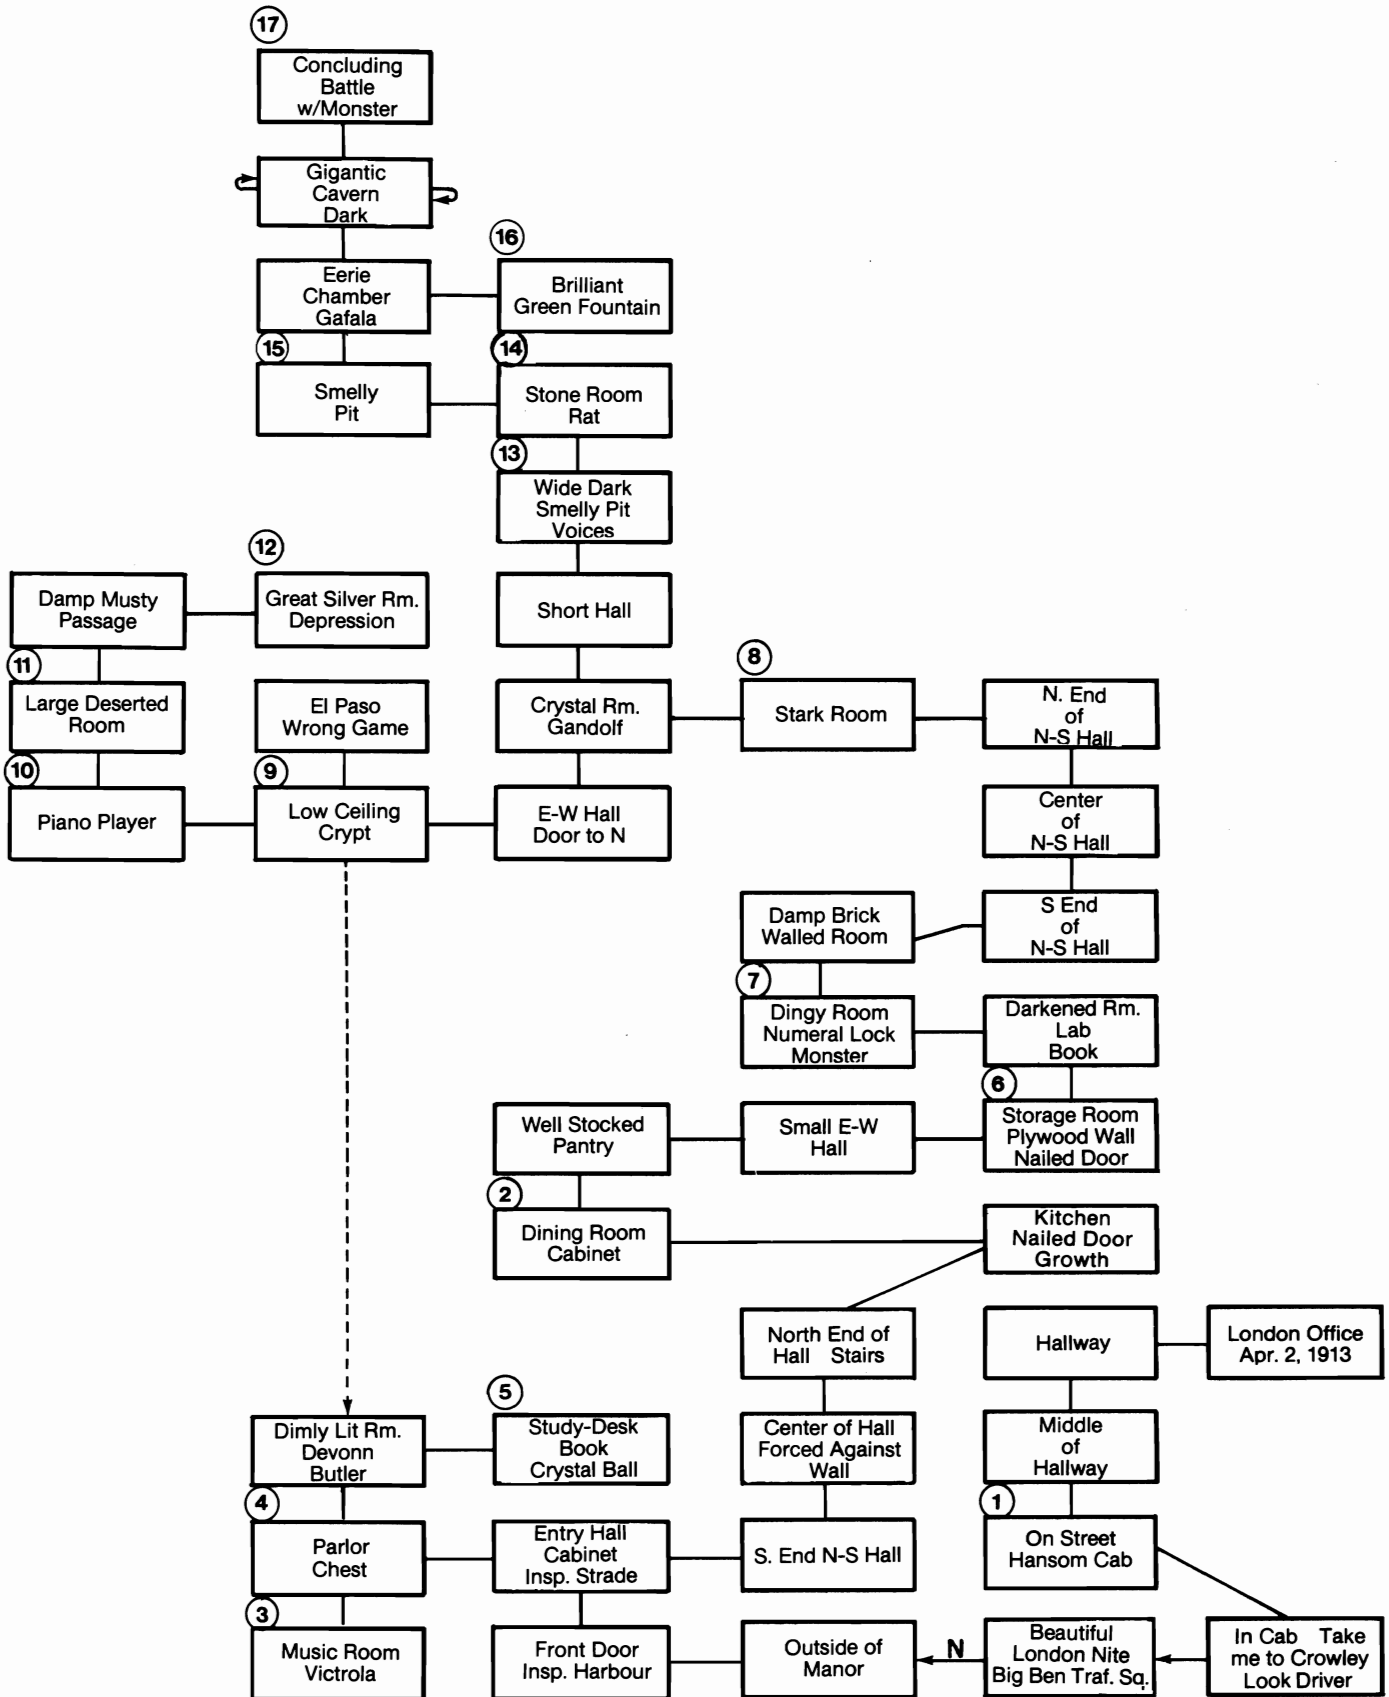 17
Concluding
Battle
w/Monster
Gigantic
Cavern
Dark
16
Eerie
Chamber
Gafala
Brilliant
Green Fountain
15
14
Smelly
Pit
Stone Room
Rat
13
Wide Dark
Smelly Pit
Voices
12
Damp Musty
Passage
Great Silver Rm.
Depression
Short Hall
11
8
Large Deserted
Room
El Paso
Wrong Game
Crystal Rm.
Gandolf
Stark Room
N. End
of
N-S Hall
10
9
Piano Player
Low Ceiling
Crypt
E-W Hall
Door to N
Center
of
N-S Hall
Damp Brick
Walled Room
S End
of
N-S Hall
7
Dingy Room
Numeral Lock
Monster
Darkened Rm.
Lab
Book
6
Well Stocked
Pantry
Small E-W
Hall
Storage Room
Plywood Wall
Nailed Door
2
Dining Room
Cabinet
Kitchen
Nailed Door
Growth
North End of
Hall Stairs
Hallway
London Office
Apr. 2, 1913
5
Dimly Lit Rm.
Devonn
Butler
Study-Desk
Book
Crystal Ball
Center of Hall
Forced Against
Wall
Middle
of
Hallway
4
1
Parlor
Chest
Entry Hall
Cabinet
Insp. Strade
S. End N-S Hall
On Street
Hansom Cab
3
Music Room
Victrola
Front Door
Insp. Harbour
Outside of
Manor
N
Beautiful
London Nite
Big Ben Traf. Sq.
In Cab Take
me to Crowley
Look Driver